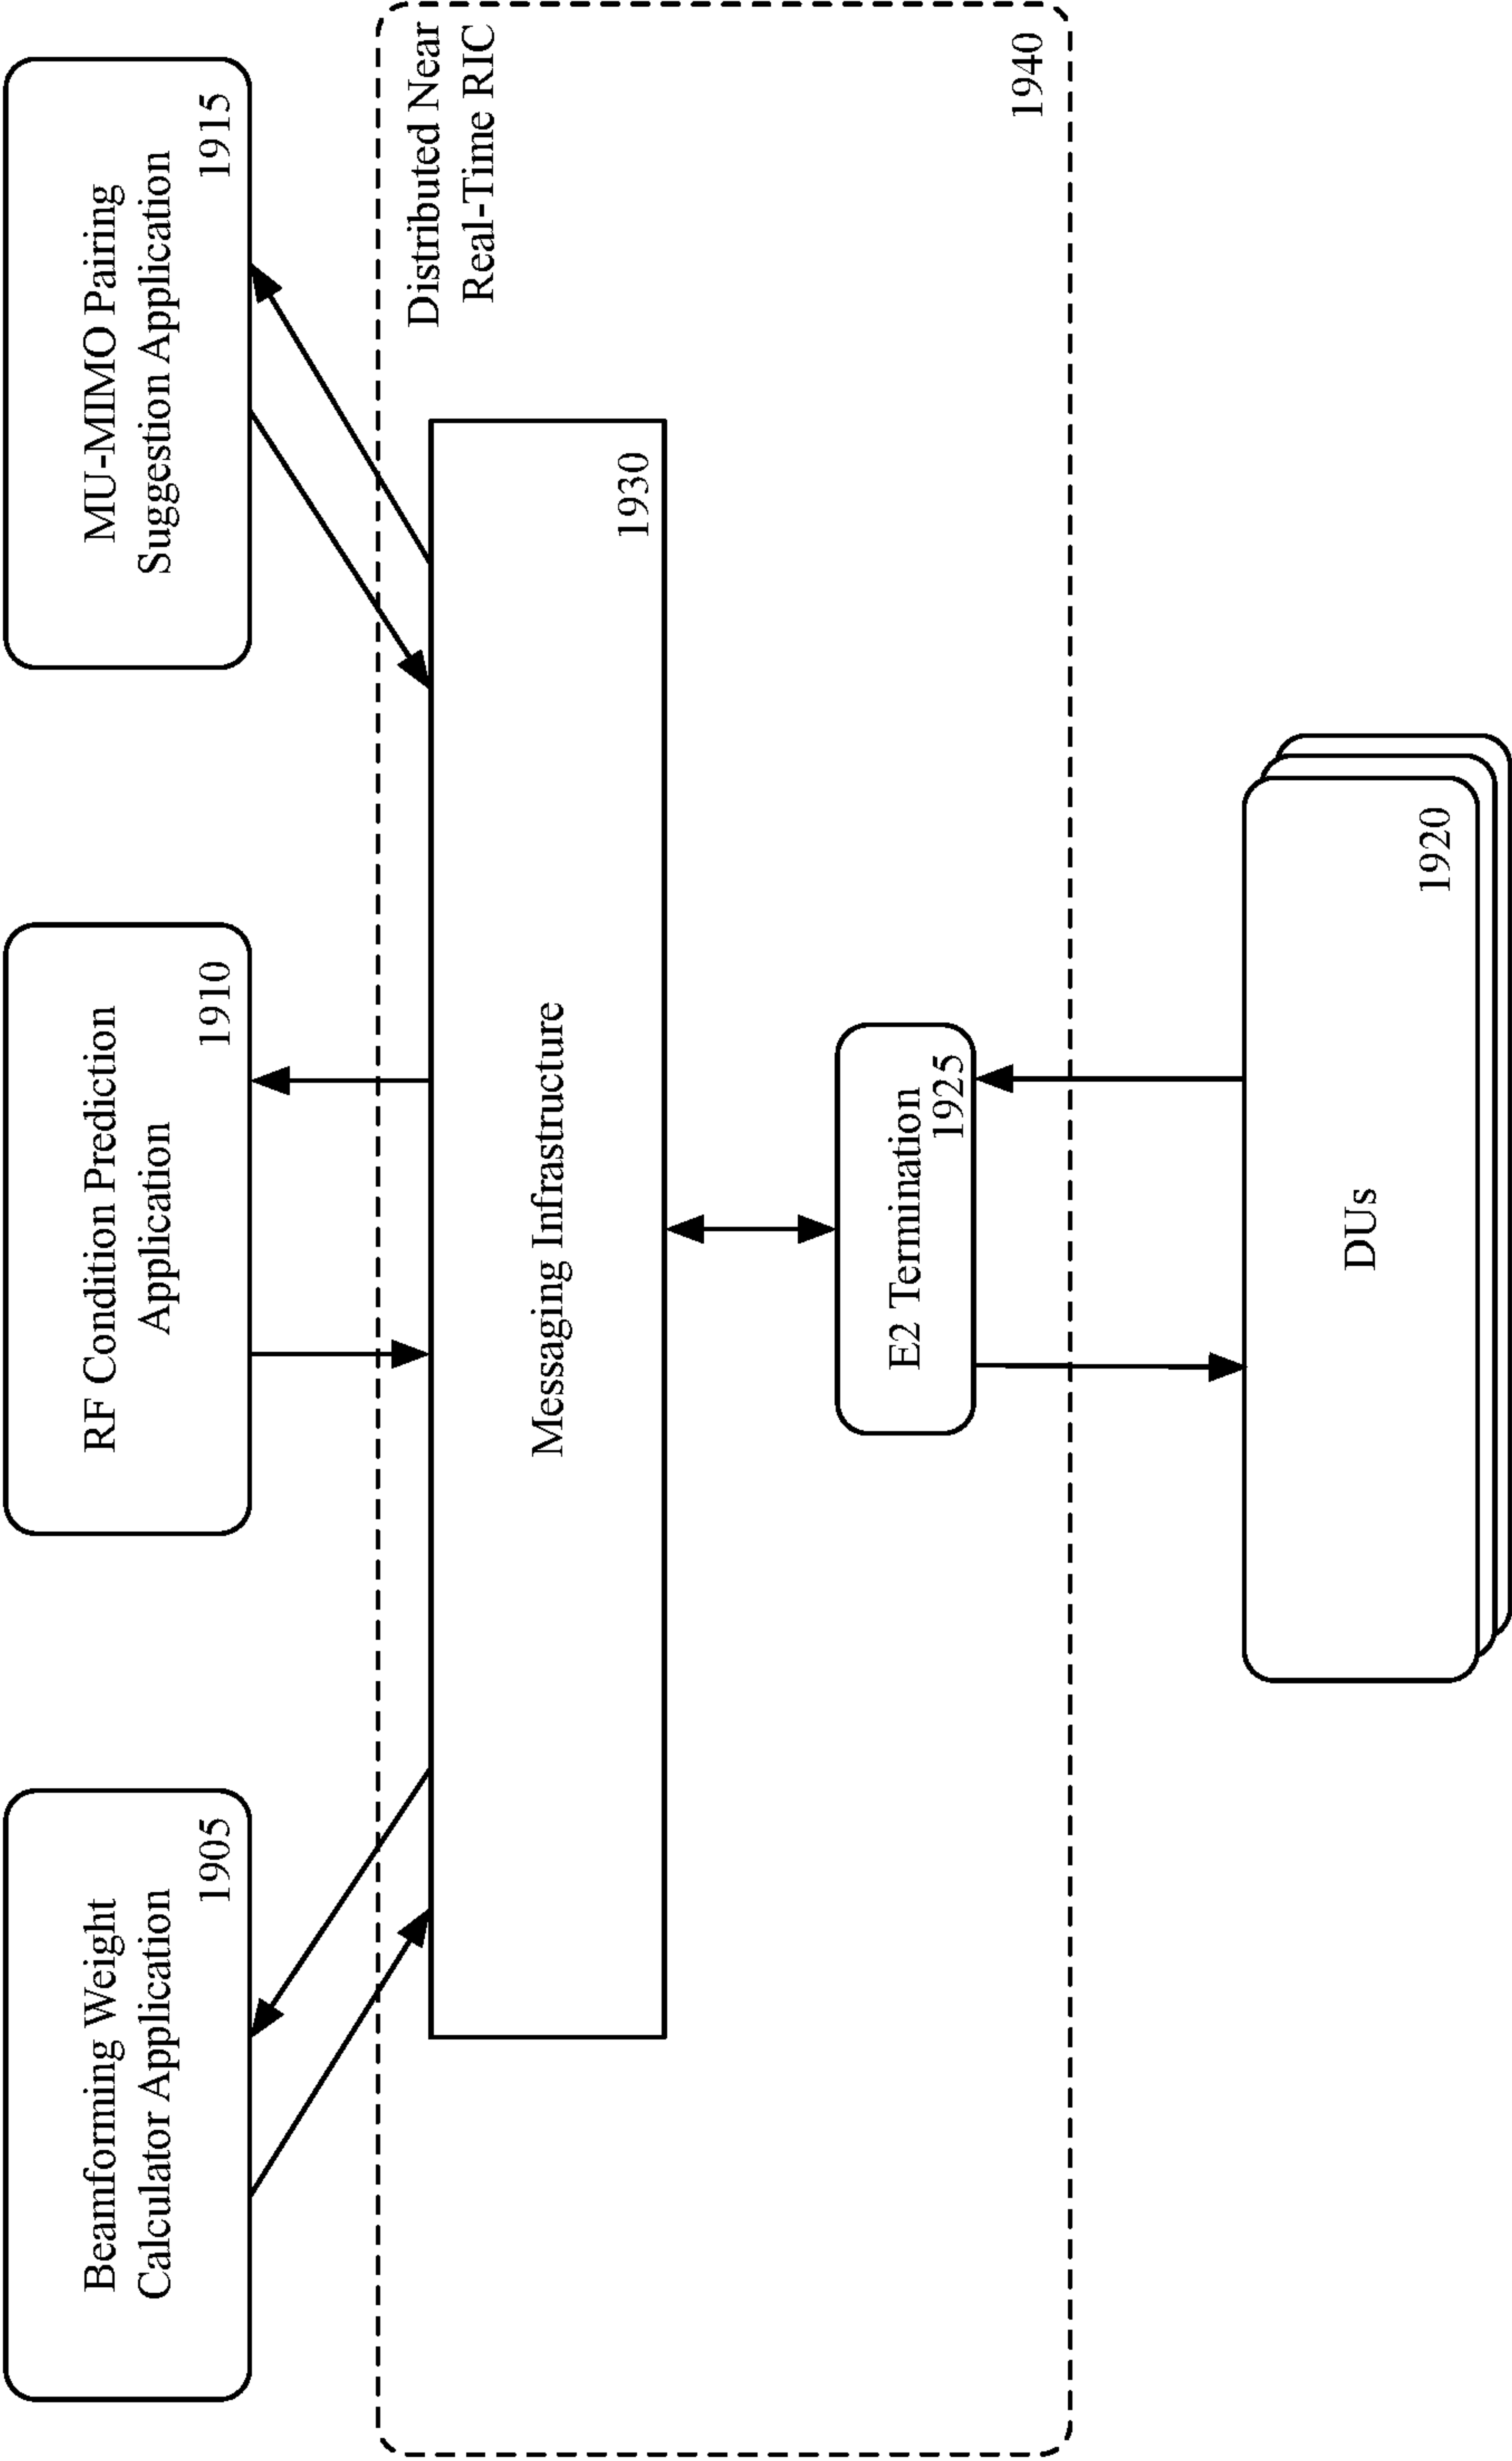 Beamforming Weight
Calculator Application
1905
RF Condition Prediction
Application
1910
MU-MIMO Pairing
Suggestion Application
1915
Distributed Near
Real-Time RIC
Messaging Infrastructure
1930
E2 Termination
1925
1940
DUs
1920